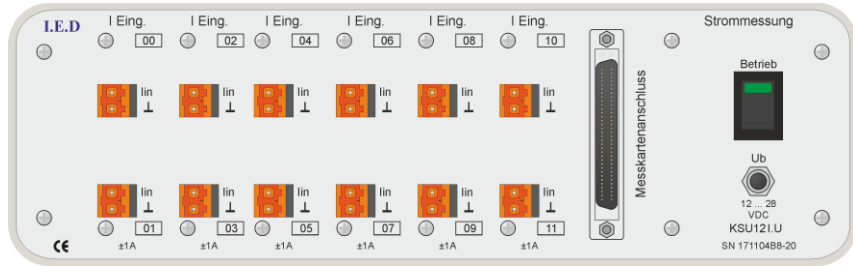 I.E.D
I Eing. I Eing. I Eing. I Eing. I Eing. I Eing.
00 02 04 06 08 10
Iin Iin Iin Iin Iin Iin
Iin Iin Iin Iin Iin Iin
01 03 05 07 09 11
±1A ±1A ±1A ±1A ±1A ±1A
CE
Messkartenanschluss
Strommessung
Betrieb
Ub
12 ... 28
VDC
KSU12I.U
SN 171104B8-20